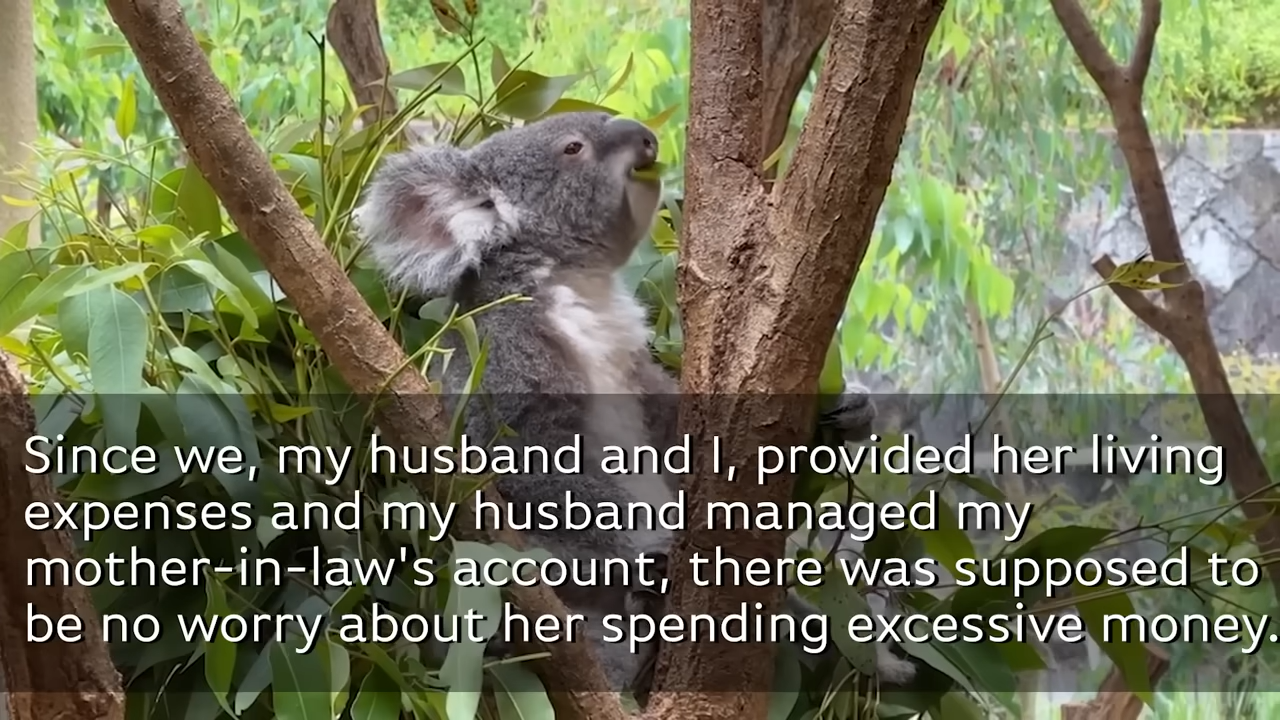 Since we, my husband and I, provided her living
expenses and my husband managed my
mother-in-law's account, there was supposed to
be no worry about her spending excessive money.